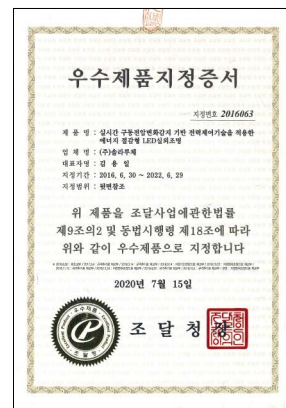 우수제품지정증서
지정번호 2016063
제 품 명 : 실시간 구동전압변화감지 기반 전력제어기술을 적용한
에너지 절감형 LED실외조명
업 체 명 : (주)솔라루체
대표자명 : 김 용 일
지정기간 : 2016. 6. 30 ~ 2022. 6. 29
지정범위 : 뒷면참조
위 제품을 조달사업에관한법률
제9조의2 및 동법시행령 제18조에 따라
위와 같이 우수제품으로 지정합니다
2020년 7월 15일
조 달 청 장